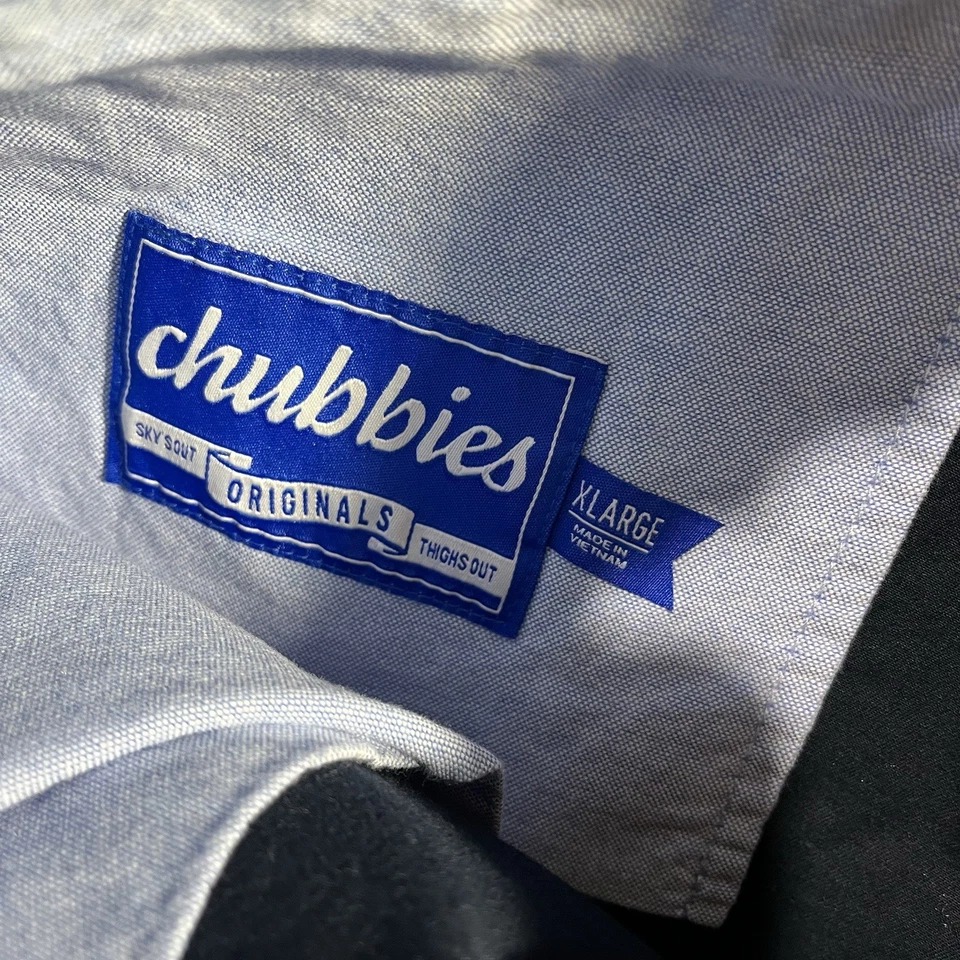 chubbies
SKY'S OUT
ORIGINALS
THIGHS OUT
XLARGE
MADE IN
VIETNAM